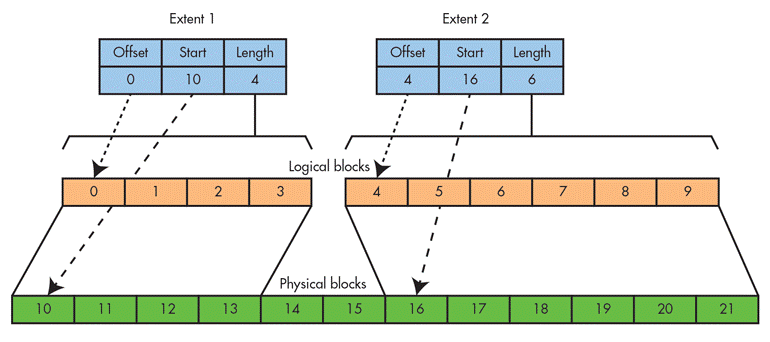 Extent 1 Extent 2
Offset Start Length Offset Start Length
0 10 4 4 16 6
Logical blocks
0 1 2 3 4 5 6 7 8 9
Physical blocks
10 11 12 13 14 15 16 17 18 19 20 21